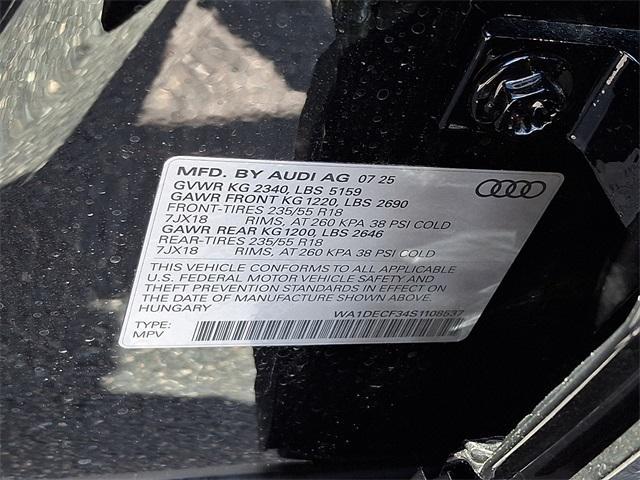 MFD. BY AUDI AG 07 25
GVWR KG 2340, LBS 5159
GAWR FRONT KG 1220, LBS 2690
FRONT-TIRES 235/55 R18
7JX18 RIMS, AT 260 KPA 38 PSI COLD
GAWR REAR KG 1200, LBS 2646
REAR-TIRES 235/55 R18
7JX18 RIMS, AT 260 KPA 38 PSI COLD
THIS VEHICLE CONFORMS TO ALL APPLICABLE
U.S. FEDERAL MOTOR VEHICLE SAFETY AND
THEFT PREVENTION STANDARDS IN EFFECT ON
THE DATE OF MANUFACTURE SHOWN ABOVE.
HUNGARY
WA1DECF34S1108537
TYPE:
MPV